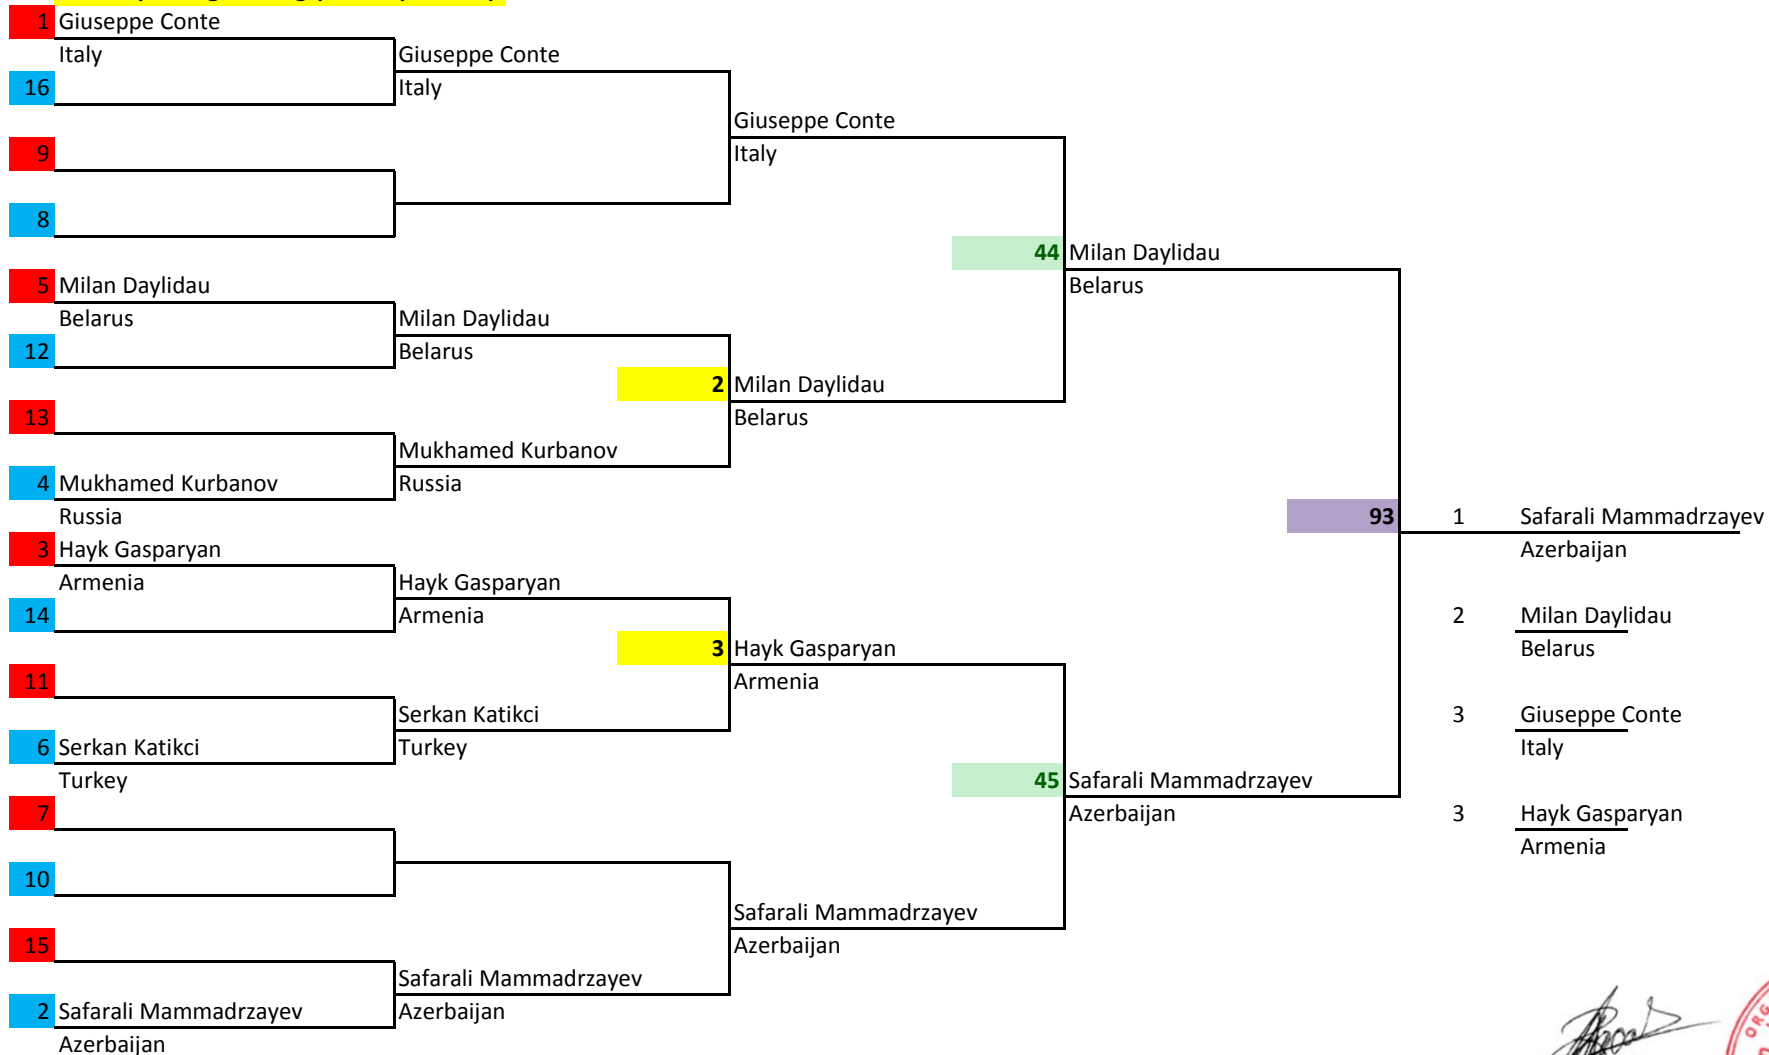 1 Giuseppe Conte
Italy
Giuseppe Conte
16
Italy
Giuseppe Conte
9
Italy
8
44 Milan Daylidau
5 Milan Daylidau
Belarus
Belarus
Milan Daylidau
12
Belarus
2 Milan Daylidau
13
Belarus
Mukhamed Kurbanov
4 Mukhamed Kurbanov
Russia
Russia
93 1 Safarali Mammadrzayev
3 Hayk Gasparyan
Azerbaijan
Armenia
Hayk Gasparyan
14
Armenia
2 Milan Daylidau
3 Hayk Gasparyan
Belarus
11
Armenia
Serkan Katikci
3 Giuseppe Conte
6 Serkan Katikci
Turkey
Italy
Turkey
45 Safarali Mammadrzayev
7
Azerbaijan
3 Hayk Gasparyan
Armenia
10
Safarali Mammadrzayev
15
Azerbaijan
Safarali Mammadrzayev
2 Safarali Mammadrzayev
Azerbaijan
Azerbaijan